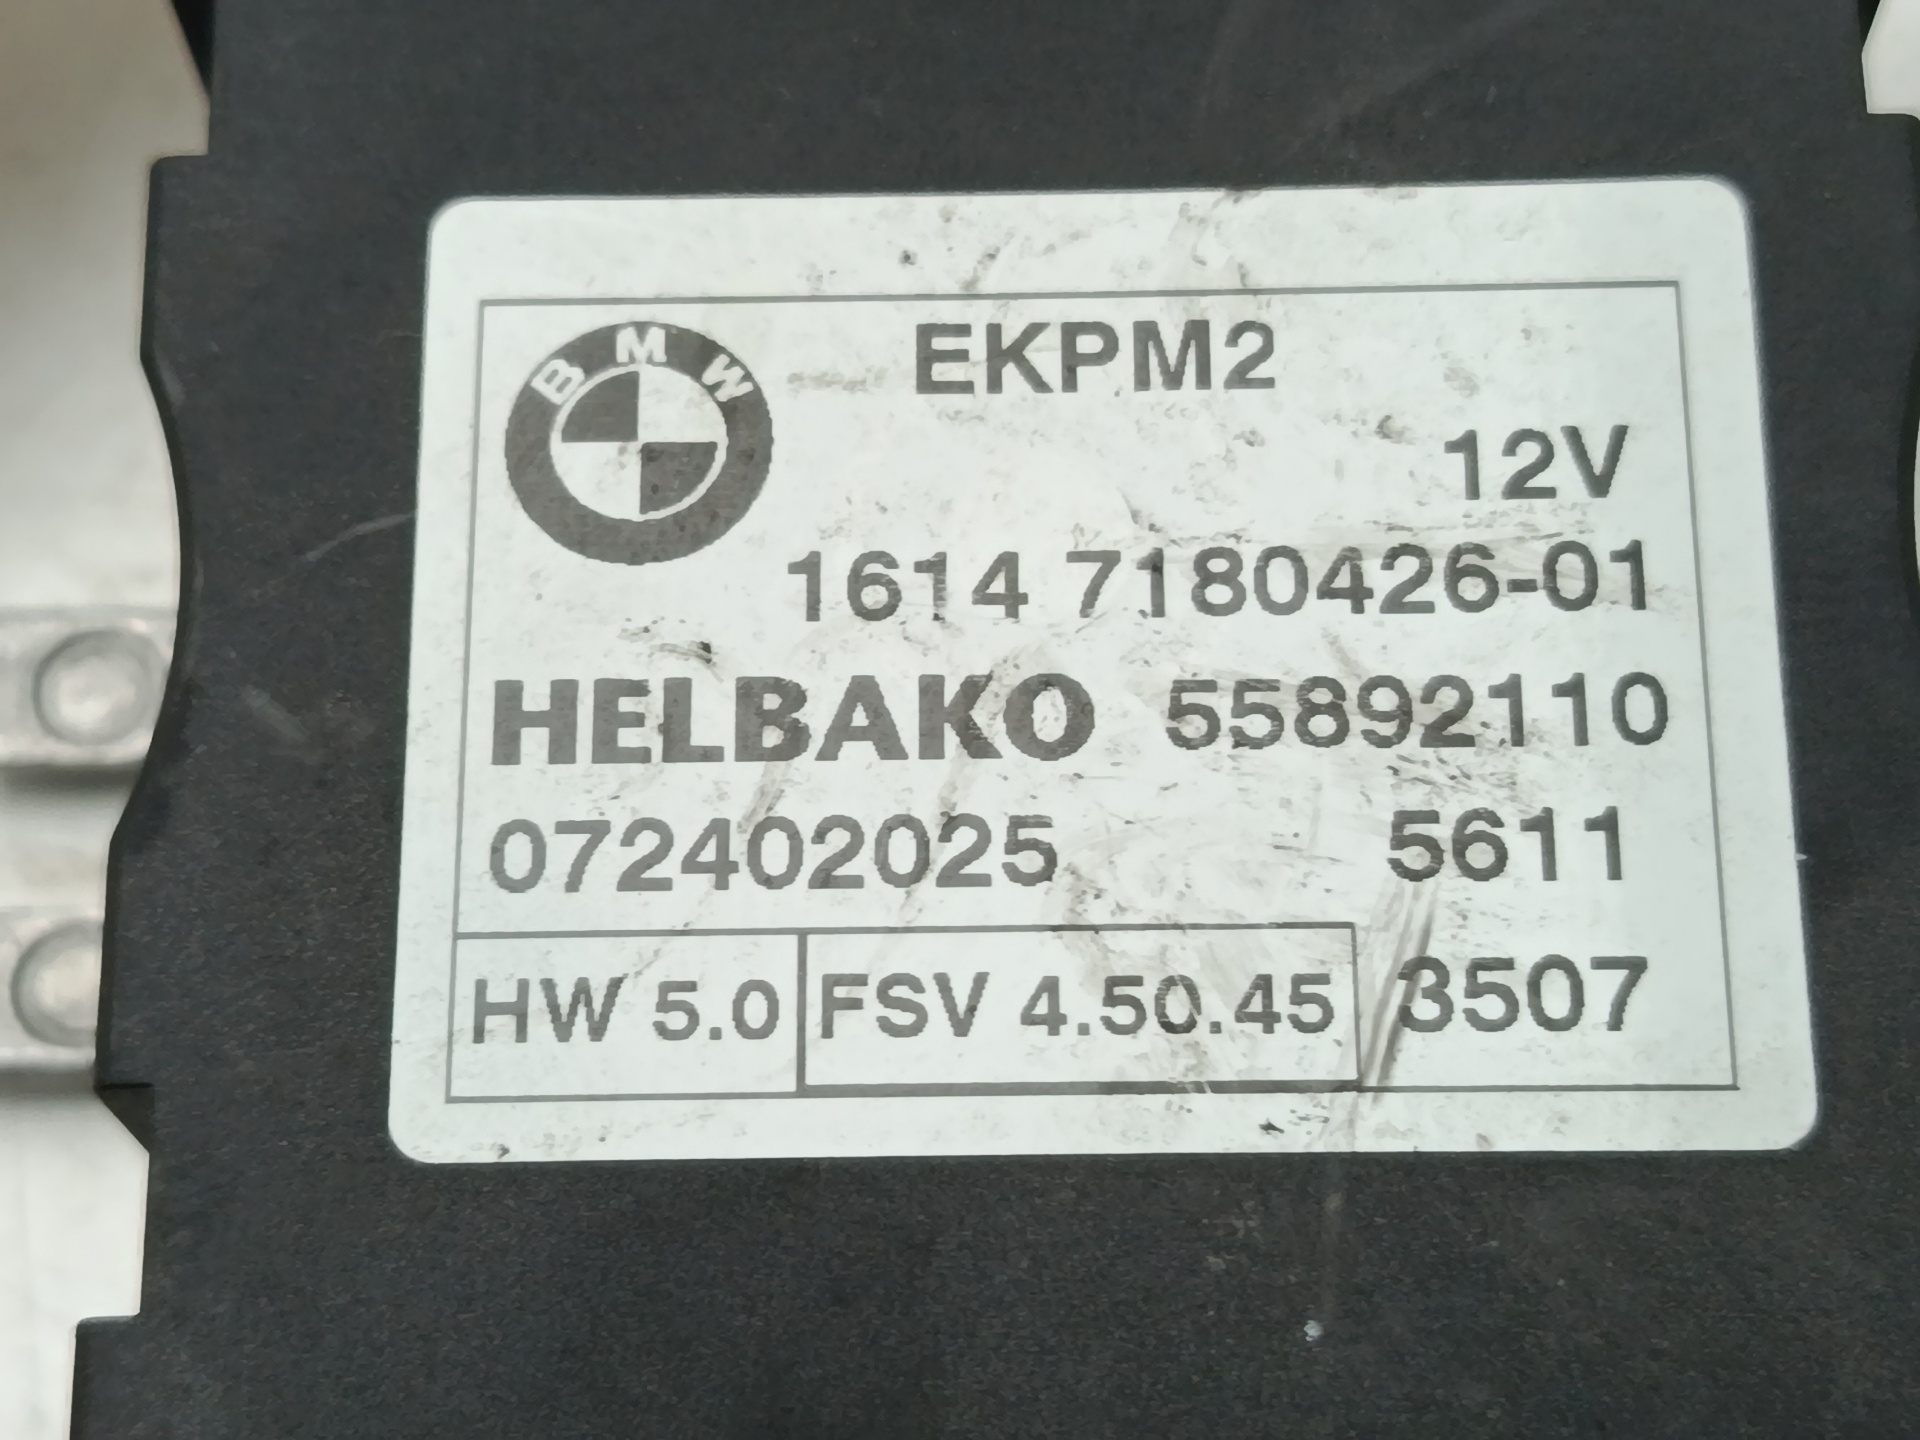 BMW
EKPM2
12V
1614 7180426-01
HELBAKO 55892110
072402025 5611
HW 5.0 FSV 4.50.45 3507